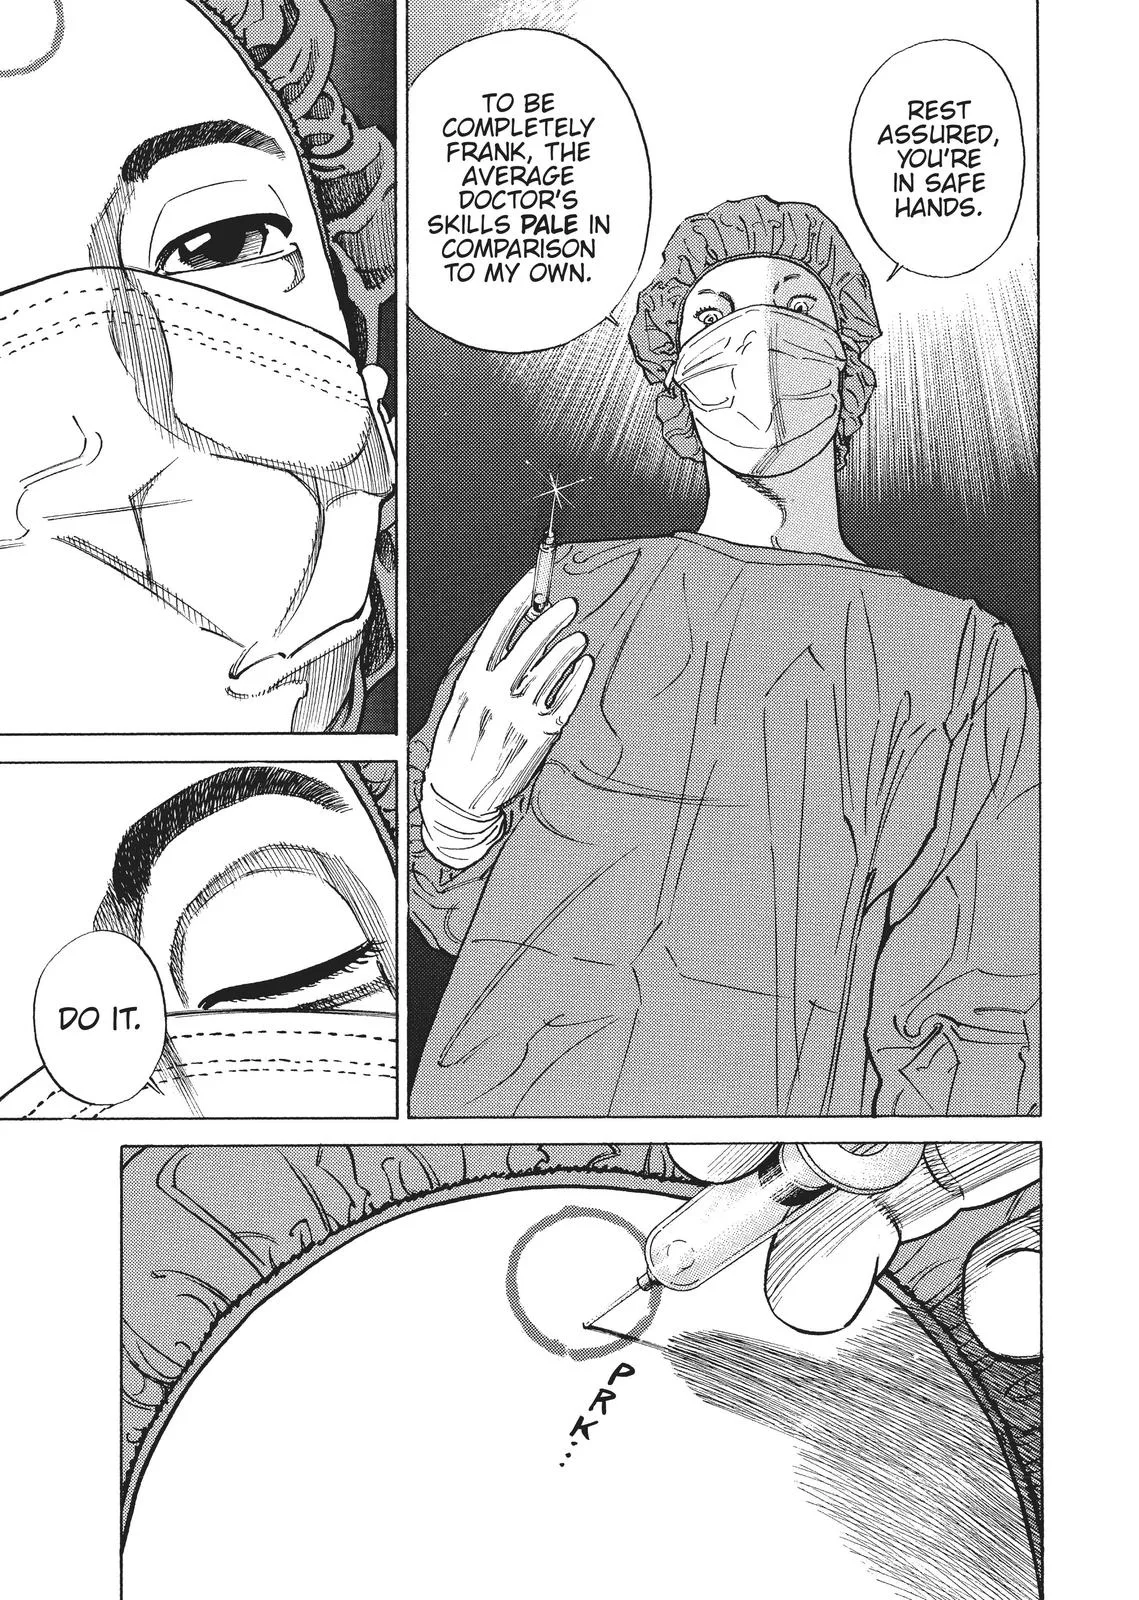 REST
ASSURED,
YOU'RE
IN SAFE
HANDS.
TO BE
COMPLETELY
FRANK, THE
AVERAGE
DOCTOR'S
SKILLS PALE IN
COMPARISON
TO MY OWN.
DO IT.
PRK...